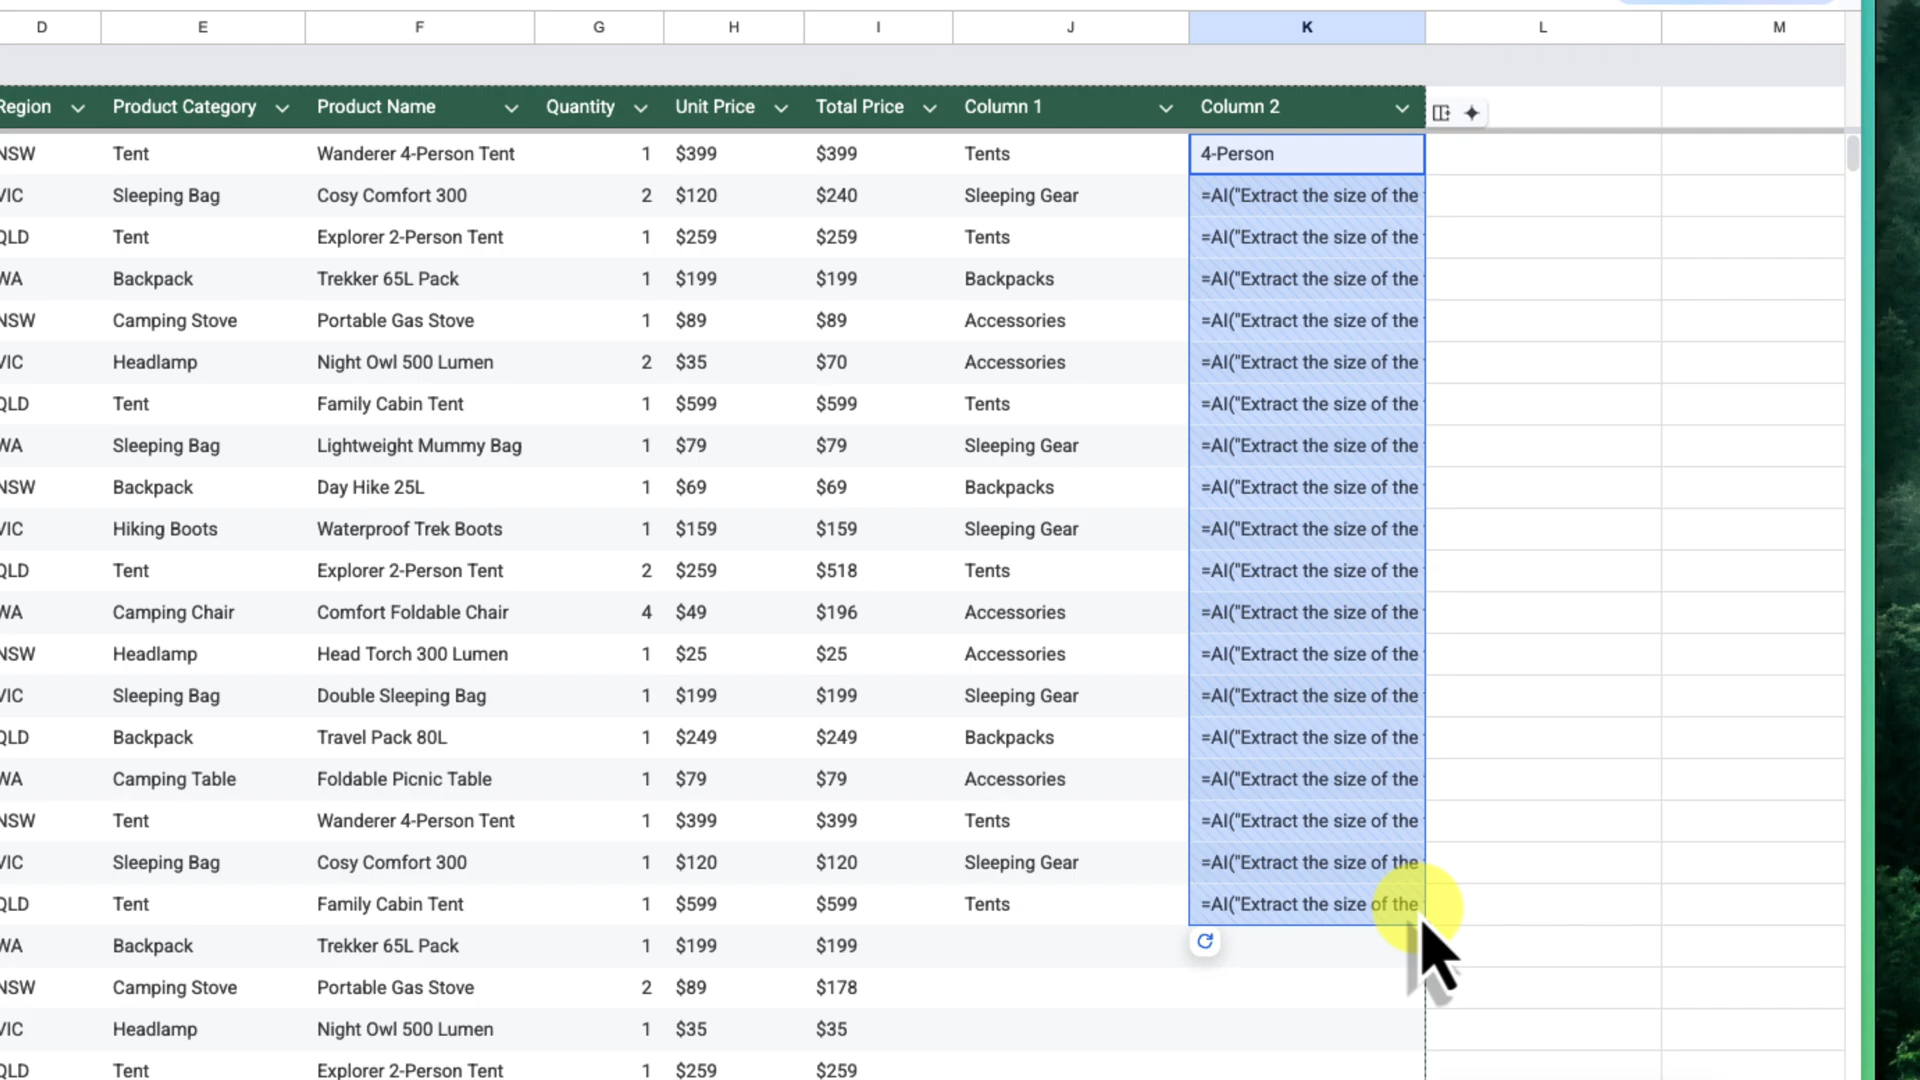 D E F G H I J K L M
Region Product Category Product Name Quantity Unit Price Total Price Column 1 Column 2
NSW Tent Wanderer 4-Person Tent 1 $399 $399 Tents 4-Person
VIC Sleeping Bag Cosy Comfort 300 2 $120 $240 Sleeping Gear =AI("Extract the size of the
QLD Tent Explorer 2-Person Tent 1 $259 $259 Tents =AI("Extract the size of the
WA Backpack Trekker 65L Pack 1 $199 $199 Backpacks =AI("Extract the size of the
NSW Camping Stove Portable Gas Stove 1 $89 $89 Accessories =AI("Extract the size of the
VIC Headlamp Night Owl 500 Lumen 2 $35 $70 Accessories =AI("Extract the size of the
QLD Tent Family Cabin Tent 1 $599 $599 Tents =AI("Extract the size of the
WA Sleeping Bag Lightweight Mummy Bag 1 $79 $79 Sleeping Gear =AI("Extract the size of the
NSW Backpack Day Hike 25L 1 $69 $69 Backpacks =AI("Extract the size of the
VIC Hiking Boots Waterproof Trek Boots 1 $159 $159 Sleeping Gear =AI("Extract the size of the
QLD Tent Explorer 2-Person Tent 2 $259 $518 Tents =AI("Extract the size of the
WA Camping Chair Comfort Foldable Chair 4 $49 $196 Accessories =AI("Extract the size of the
NSW Headlamp Head Torch 300 Lumen 1 $25 $25 Accessories =AI("Extract the size of the
VIC Sleeping Bag Double Sleeping Bag 1 $199 $199 Sleeping Gear =AI("Extract the size of the
QLD Backpack Travel Pack 80L 1 $249 $249 Backpacks =AI("Extract the size of the
WA Camping Table Foldable Picnic Table 1 $79 $79 Accessories =AI("Extract the size of the
NSW Tent Wanderer 4-Person Tent 1 $399 $399 Tents =AI("Extract the size of the
VIC Sleeping Bag Cosy Comfort 300 1 $120 $120 Sleeping Gear =AI("Extract the size of the
QLD Tent Family Cabin Tent 1 $599 $599 Tents =AI("Extract the size of the
WA Backpack Trekker 65L Pack 1 $199 $199
NSW Camping Stove Portable Gas Stove 2 $89 $178
VIC Headlamp Night Owl 500 Lumen 1 $35 $35
QLD Tent Explorer 2-Person Tent 1 $259 $259